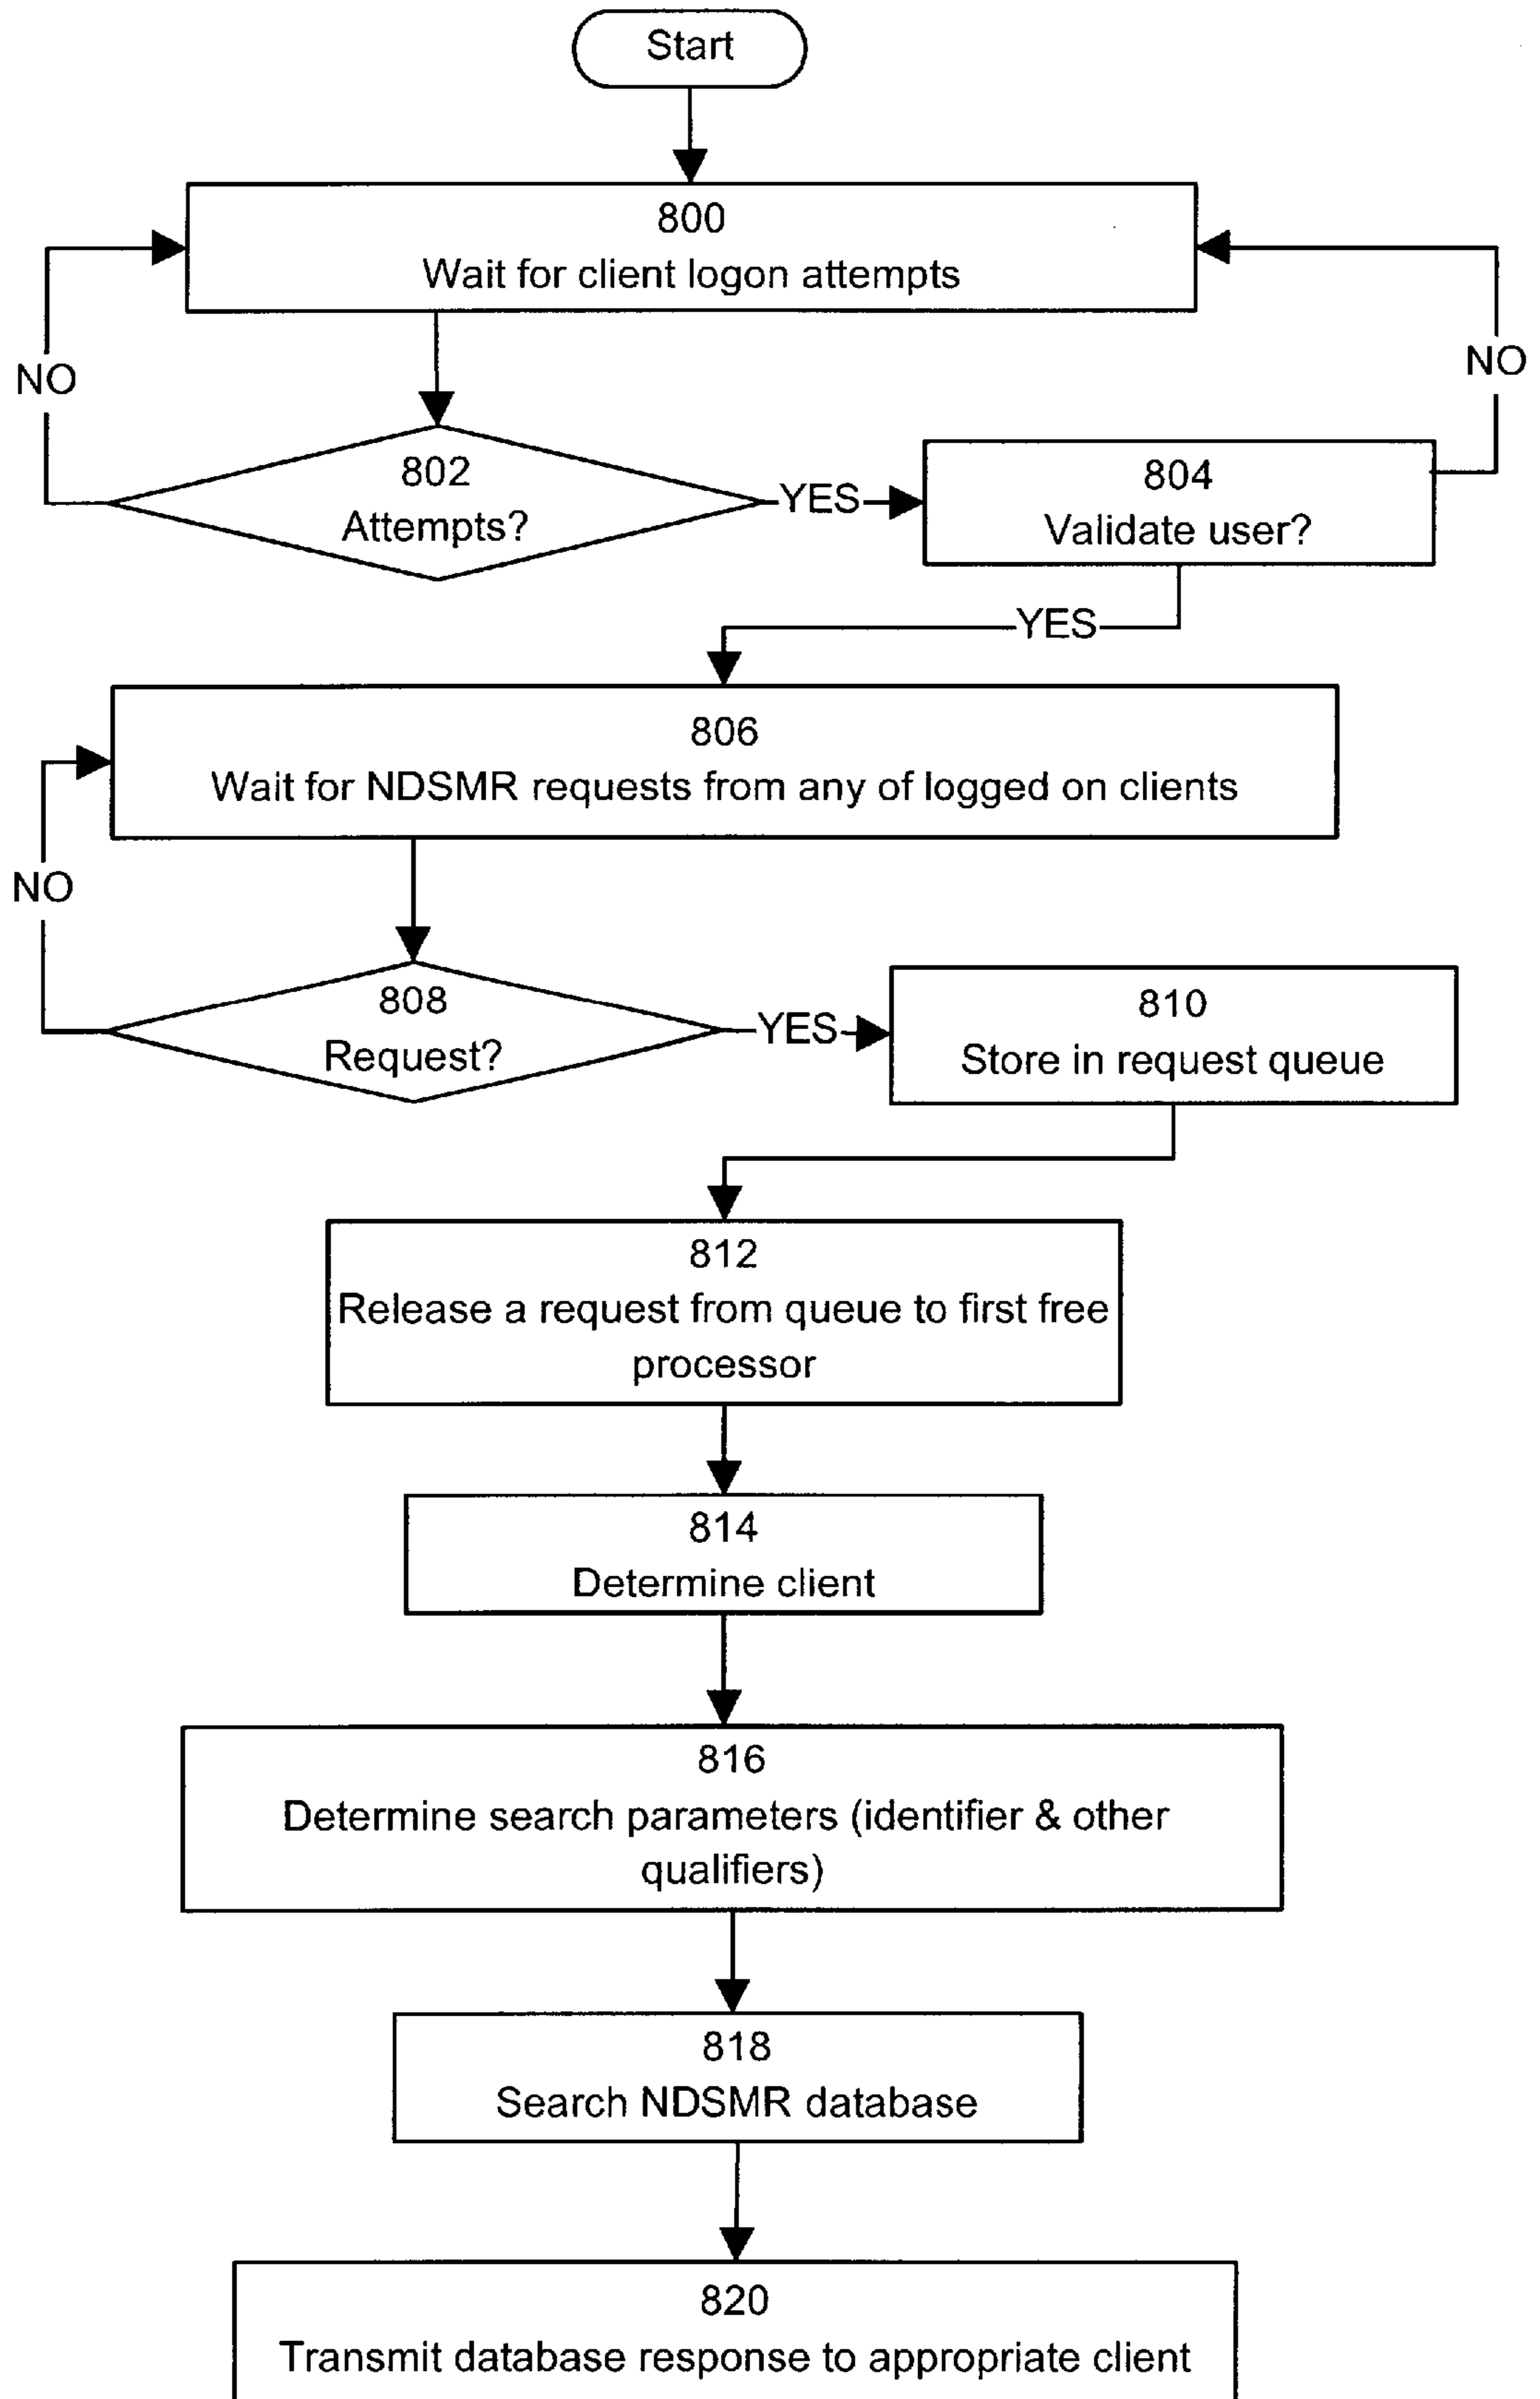 Start
800
Wait for client logon attempts
NO
NO
802
Attempts?
YES
804
Validate user?
YES
806
Wait for NDSMR requests from any of logged on clients
NO
808
Request?
YES
810
Store in request queue
812
Release a request from queue to first free
processor
814
Determine client
816
Determine search parameters (identifier & other
qualifiers)
818
Search NDSMR database
820
Transmit database response to appropriate client